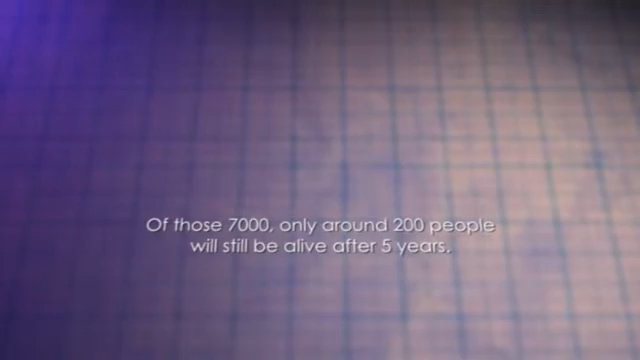 Of those 7000, only around 200 people
will still be alive after 5 years.